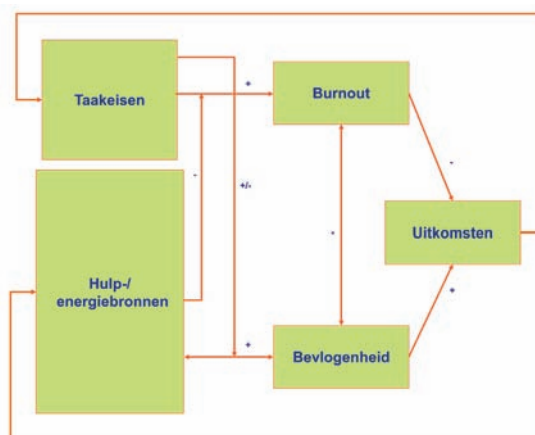 Taakeisen
+
Burnout
-
+/-
-
-
Uitkomsten
Hulp-/
energiebronnen
+
+
Bevlogenheid